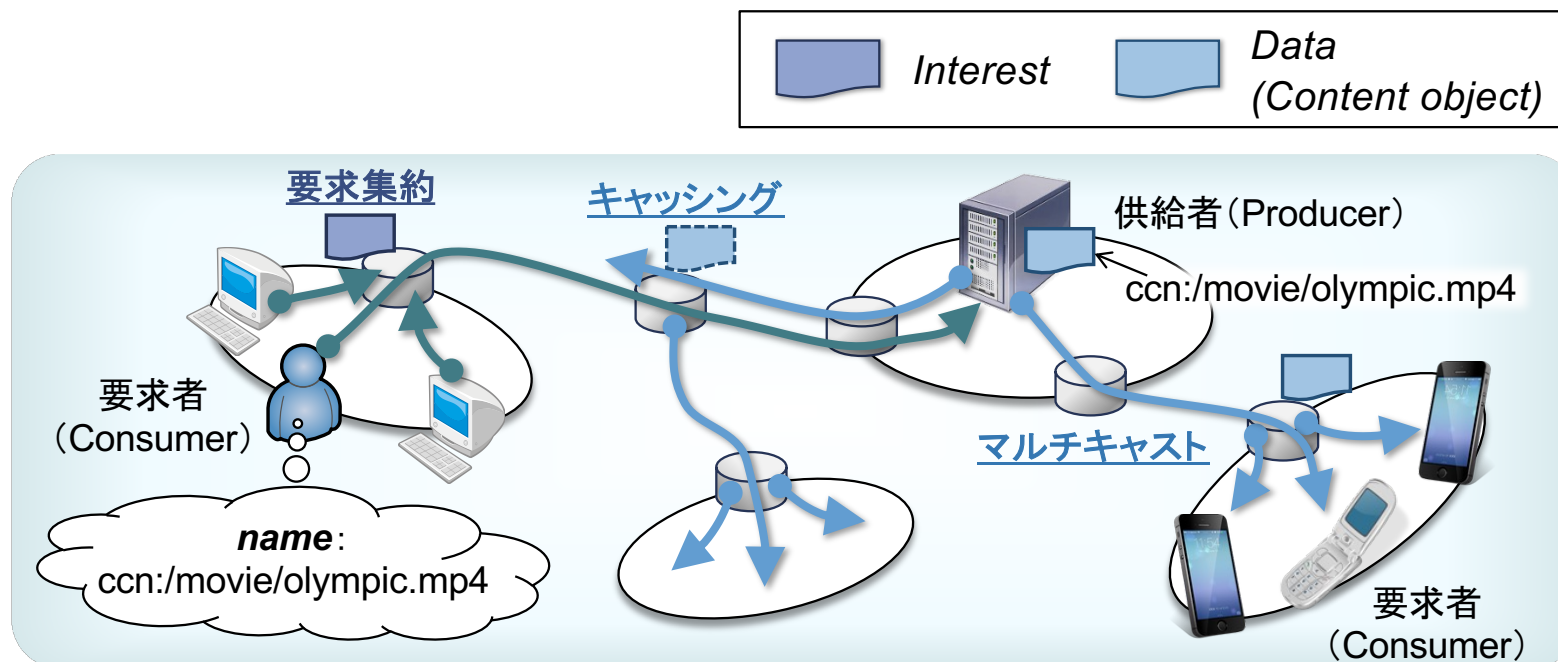 Interest
Data
(Content object)
要求集約
キャッシング
供給者（Producer）
ccn:/movie/olympic.mp4
要求者
（Consumer）
マルチキャスト
name：
ccn:/movie/olympic.mp4
要求者
（Consumer）